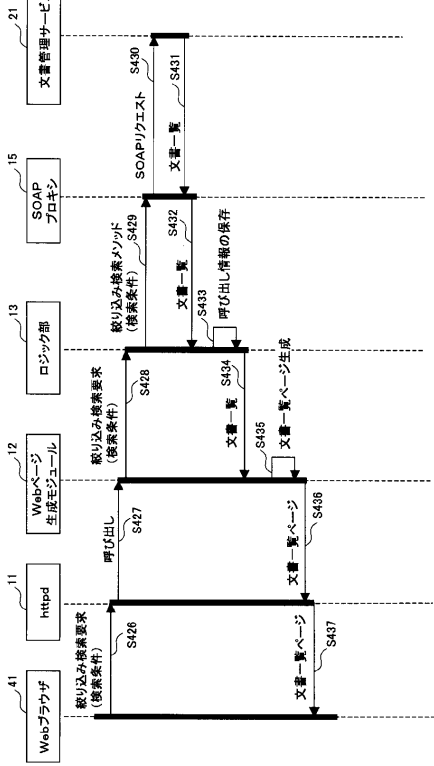 41
Webブラウザ
11
httpd
12
Webページ
生成モジュール
13
ロジック部
15
SOAP
プロキシ
21
文書管理サービ
絞り込み検索要求
(検索条件)
S426
呼び出し
S427
絞り込み検索要求
(検索条件)
S428
絞り込み検索メソッド
(検索条件)
S429
SOAPリクエスト
S430
文書一覧
S431
文書一覧
S432
S433
呼び出し情報の保存
文書一覧
S434
S435
文書一覧ページ生成
文書一覧ページ
S436
文書一覧ページ
S437